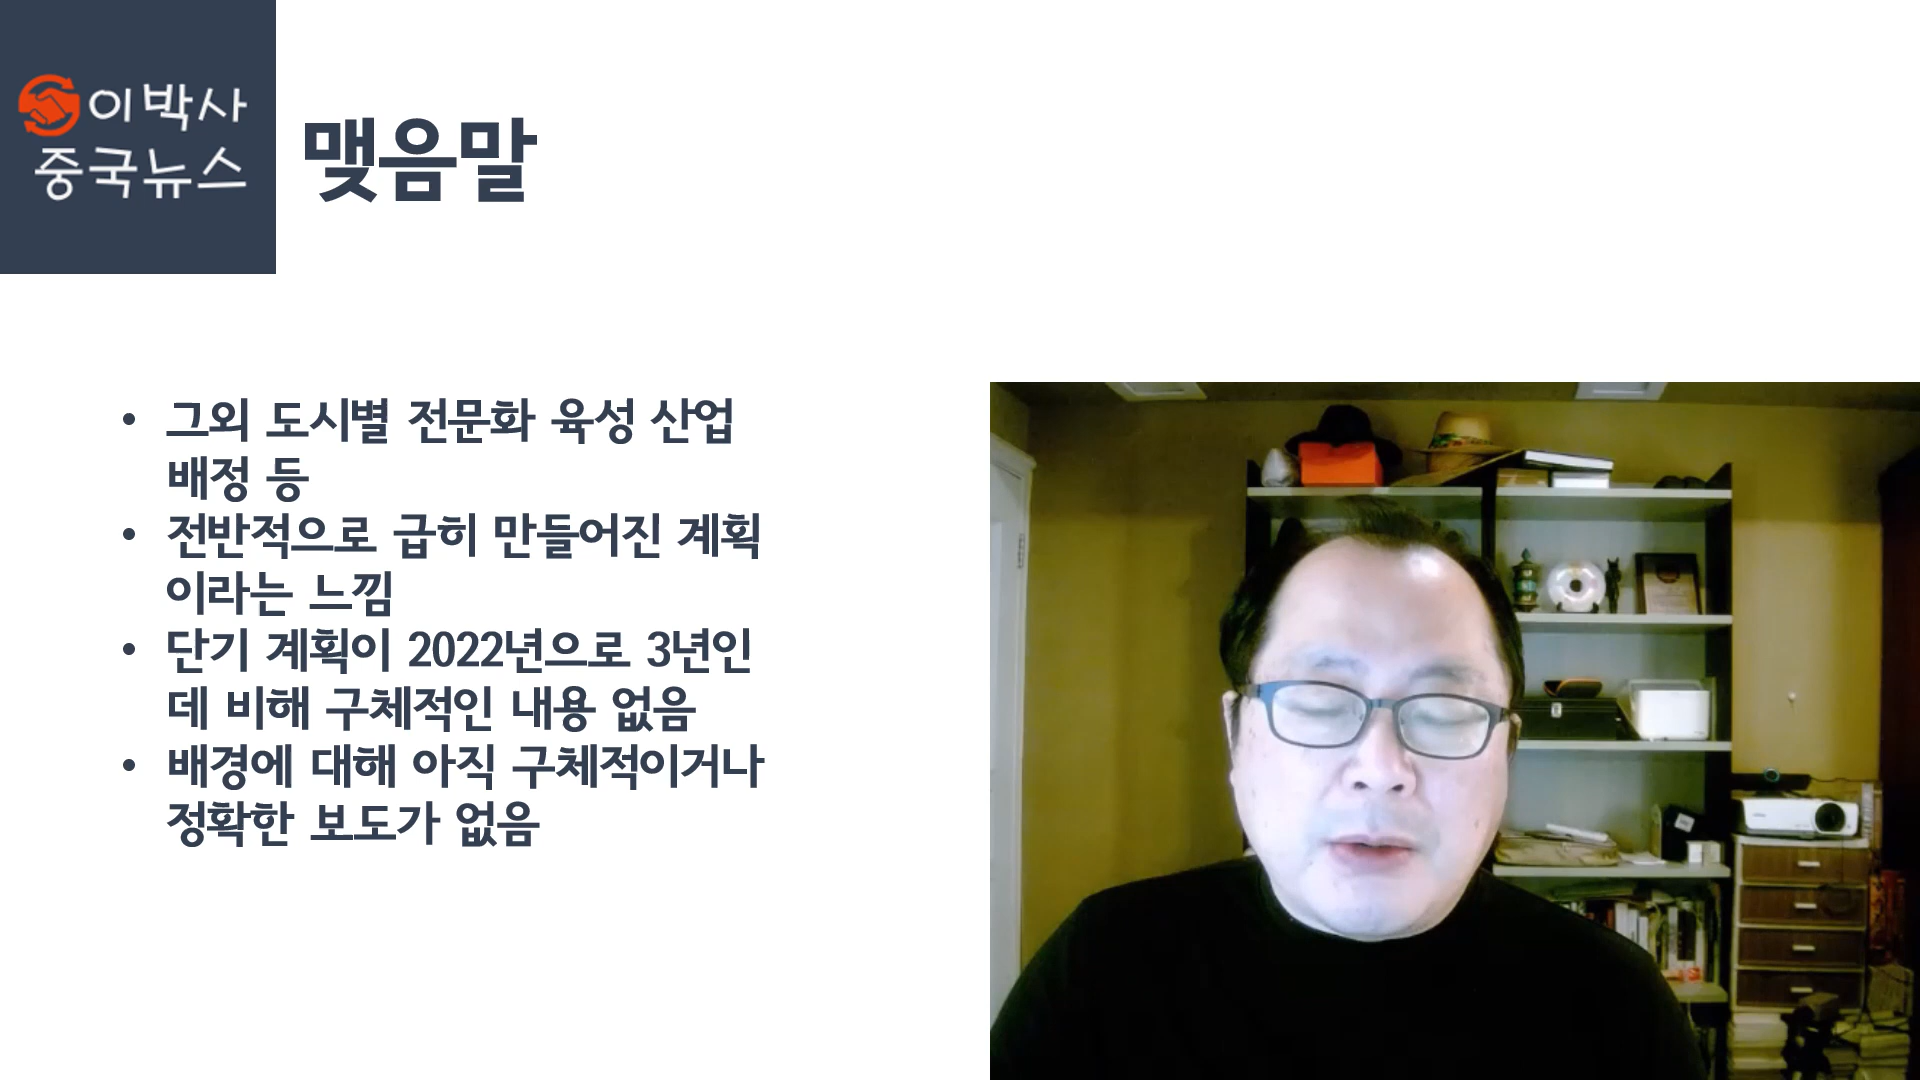 이박사
중국뉴스
맺음말
• 그외 도시별 전문화 육성 산업
배정 등
• 전반적으로 급히 만들어진 계획
이라는 느낌
• 단기 계획이 2022년으로 3년인
데 비해 구체적인 내용 없음
• 배경에 대해 아직 구체적이거나
정확한 보도가 없음